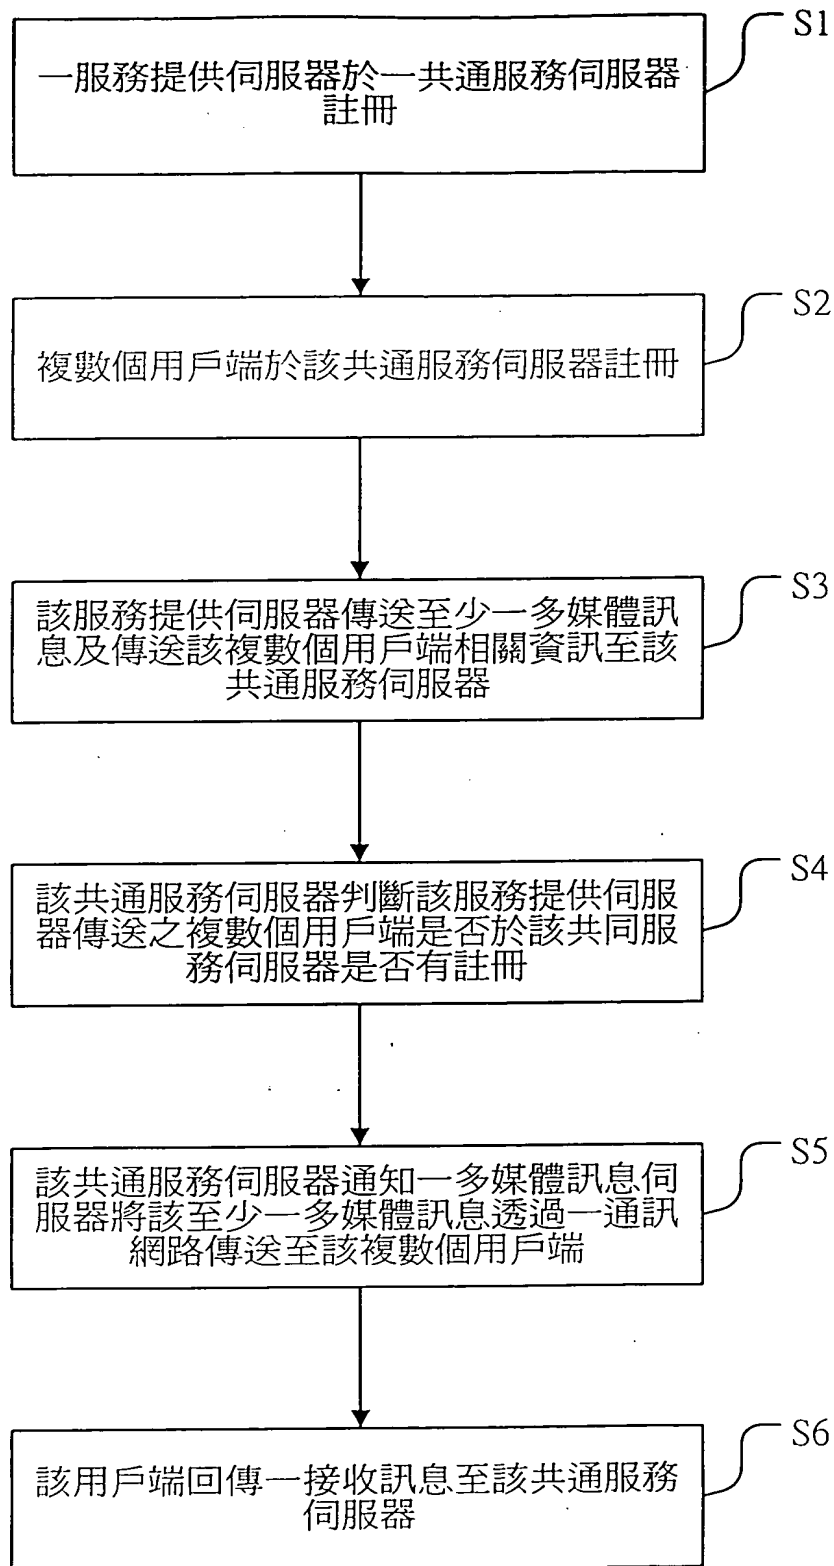 S1
一服務提供伺服器於一共通服務伺服器
註冊
S2
複數個用戶端於該共通服務伺服器註冊
S3
該服務提供伺服器傳送至少一多媒體訊
息及傳送該複數個用戶端相關資訊至該
共通服務伺服器
S4
該共通服務伺服器判斷該服務提供伺服
器傳送之複數個用戶端是否於該共同服
務伺服器是否有註冊
S5
該共通服務伺服器通知一多媒體訊息伺
服器將該至少一多媒體訊息透過一通訊
網路傳送至該複數個用戶端
S6
該用戶端回傳一接收訊息至該共通服務
伺服器